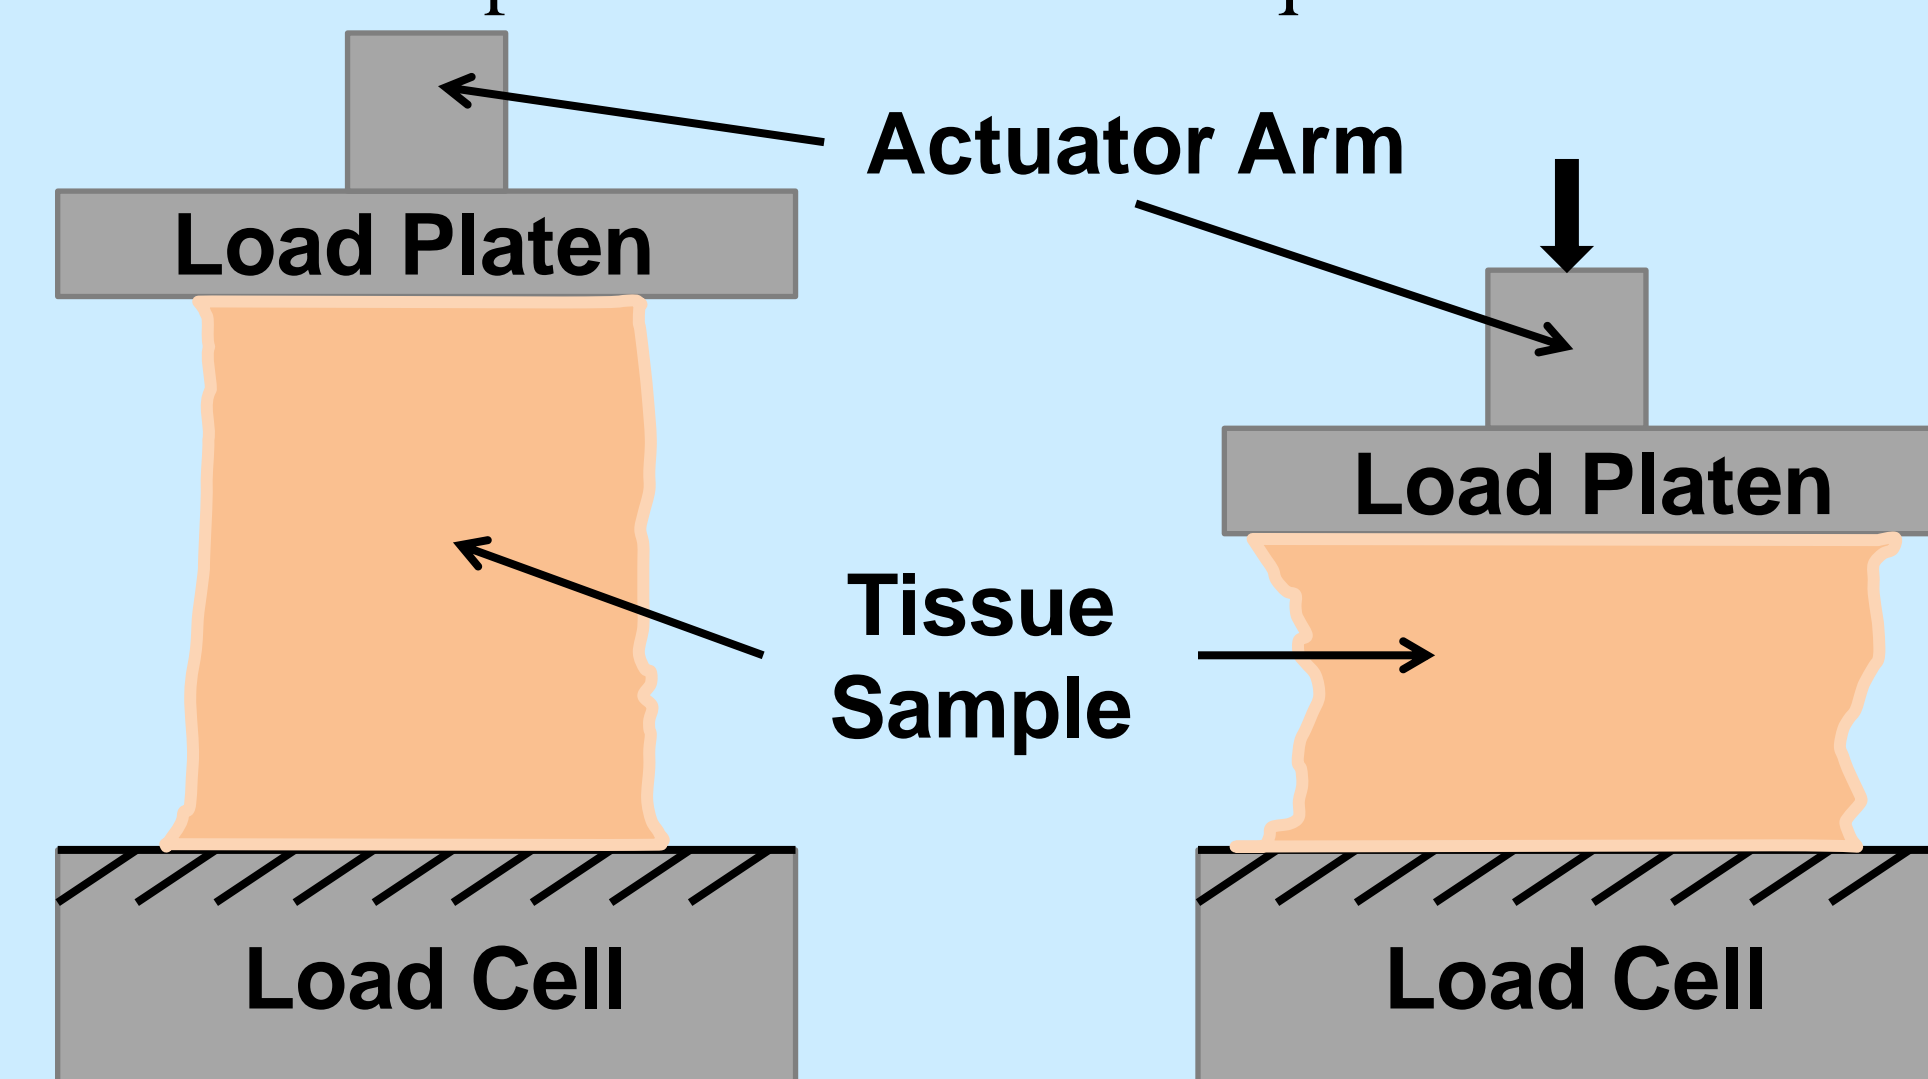 Actuator Arm
Load Platen
Load Platen
Tissue
Sample
Load Cell
Load Cell